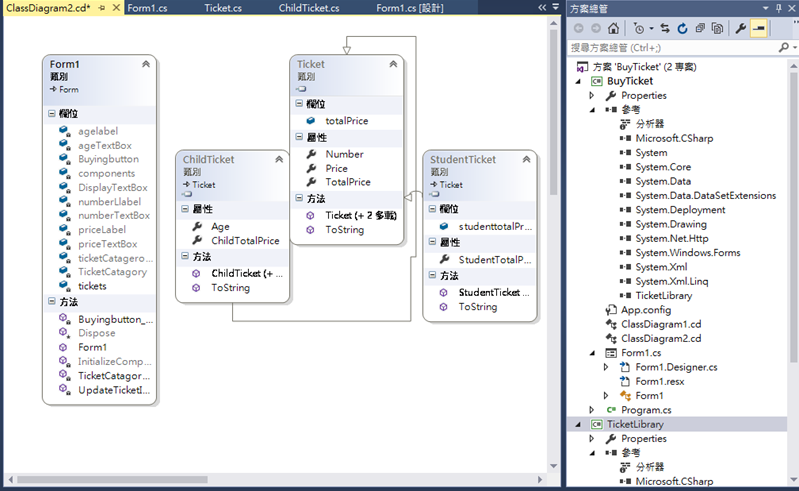 ClassDiagram2.cd*
Form1.cs
Ticket.cs
ChildTicket.cs
Form1.cs [設計]
Form1
類別
Form
欄位
agelabel
ageTextBox
Buyingbutton
components
DisplayTextBox
numberLlabel
numberTextBox
priceLabel
priceTextBox
ticketCatagero...
TicketCatagory
tickets
方法
Buyingbutton_...
Dispose
Form1
InitializeComp...
TicketCatagor...
UpdateTicketI...
ChildTicket
類別
Ticket
屬性
Age
ChildTotalPrice
方法
ChildTicket (+ ...
ToString
Ticket
類別
欄位
totalPrice
屬性
Number
Price
TotalPrice
方法
Ticket (+ 2 多載)
ToString
StudentTicket
類別
Ticket
欄位
studenttotalPr...
屬性
StudentTotalP...
方法
StudentTicket ...
ToString
方案總管
搜尋方案總管 (Ctrl+;)
方案 'BuyTicket' (2 專案)
BuyTicket
Properties
參考
分析器
Microsoft.CSharp
System
System.Core
System.Data
System.Data.DataSetExtensions
System.Deployment
System.Drawing
System.Net.Http
System.Windows.Forms
System.Xml
System.Xml.Linq
TicketLibrary
App.config
ClassDiagram1.cd
ClassDiagram2.cd
Form1.cs
Form1.Designer.cs
Form1.resx
Form1
Program.cs
TicketLibrary
Properties
參考
分析器
Microsoft.CSharp